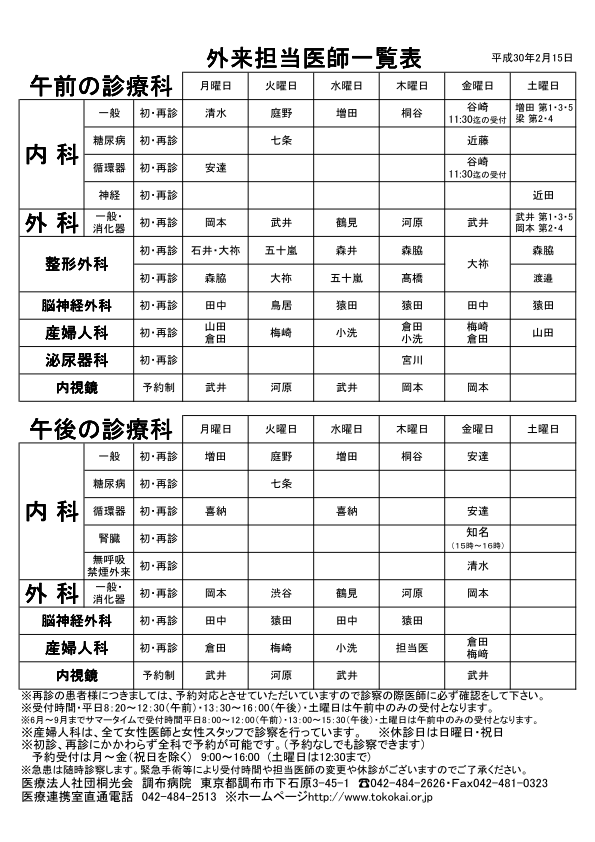 外来担当医師一覧表
平成30年2月15日
午前の診療科 月曜日 火曜日 水曜日 木曜日 金曜日 土曜日
内科 一般 初・再診 清水 庭野 増田 桐谷 谷崎 11:30迄の受付 増田 第1・3・5 梁 第2・4
糖尿病 初・再診 七条 近藤
循環器 初・再診 安達 谷崎 11:30迄の受付
神経 初・再診 近田
外科 一般・消化器 初・再診 岡本 武井 鶴見 河原 武井 武井 第1・3・5 岡本 第2・4
整形外科 初・再診 石井・大祢 五十嵐 森井 森脇 大祢 森脇
初・再診 森脇 大祢 五十嵐 髙橋 渡邉
脳神経外科 初・再診 田中 鳥居 猿田 猿田 田中 猿田
産婦人科 初・再診 山田 倉田 梅崎 小洗 倉田 小洗 梅崎 倉田 山田
泌尿器科 初・再診 宮川
内視鏡 予約制 武井 河原 武井 岡本 岡本
午後の診療科 月曜日 火曜日 水曜日 木曜日 金曜日 土曜日
内科 一般 初・再診 増田 庭野 増田 桐谷 安達
糖尿病 初・再診 七条
循環器 初・再診 喜納 喜納 安達
腎臓 初・再診 知名 (15時～16時)
無呼吸 禁煙外来 初・再診 清水
外科 一般・消化器 初・再診 岡本 渋谷 鶴見 河原 岡本
脳神経外科 初・再診 田中 猿田 田中 猿田
産婦人科 初・再診 倉田 梅崎 小洗 担当医 倉田 梅崎
内視鏡 予約制 武井 河原 武井 武井
※再診の患者様につきましては、予約対応とさせていただいていますので診察の際医師に必ず確認をして下さい。
※受付時間・平日8:20～12:30(午前)・13:30～16:00(午後)・土曜日は午前中のみの受付となります。
※6月～9月までサマータイムで受付時間平日8:00～12:00(午前)・13:00～15:30(午後)・土曜日は午前中のみの受付となります。
※産婦人科は、全て女性医師と女性スタッフで診察を行っています。 ※休診日は日曜日・祝日
※初診、再診にかかわらず全科で予約が可能です。(予約なしでも診察できます)
予約受付は月～金(祝日を除く) 9:00～16:00 (土曜日は12:30まで)
※急患は随時診察します。緊急手術等により受付時間や担当医師の変更や休診がございますのでご了承ください。
医療法人社団桐光会 調布病院 東京都調布市下石原3-45-1 ☎042-484-2626・Fax042-481-0323
医療連携室直通電話 042-484-2513 ※ホームページhttp://www.tokokai.or.jp